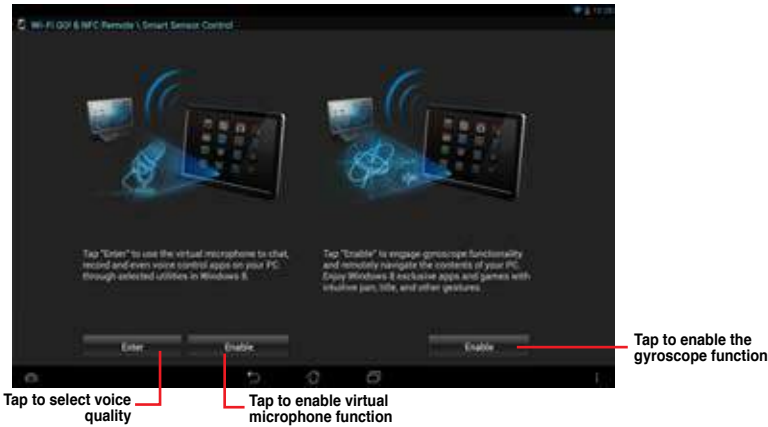 Wi-Fi GO! & NFC Remote \ Smart Sensor Control
Tap "Enter" to use the virtual microphone to chat,
record and even voice control apps on your PC
through selected utilities in Windows 8.
Tap "Enable" to engage gyroscope functionality
and remotely navigate the contents of your PC.
Enjoy Windows 8 exclusive apps and games with
intuitive pan, title, and other gestures.
Enter
Enable
Enable
Tap to enable the
gyroscope function
Tap to select voice
quality
Tap to enable virtual
microphone function